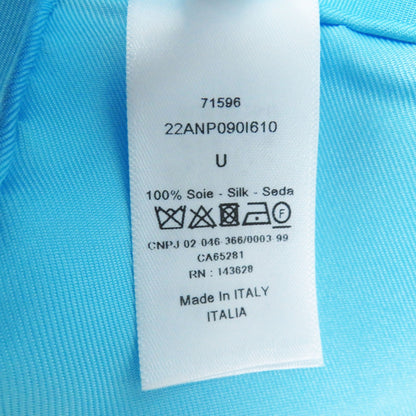 71596
22ANP090I610
U
100% Soie - Silk - Seda
CNPJ 02-046-366/0003-99
CA65281
RN : 143628
Made In ITALY
ITALIA